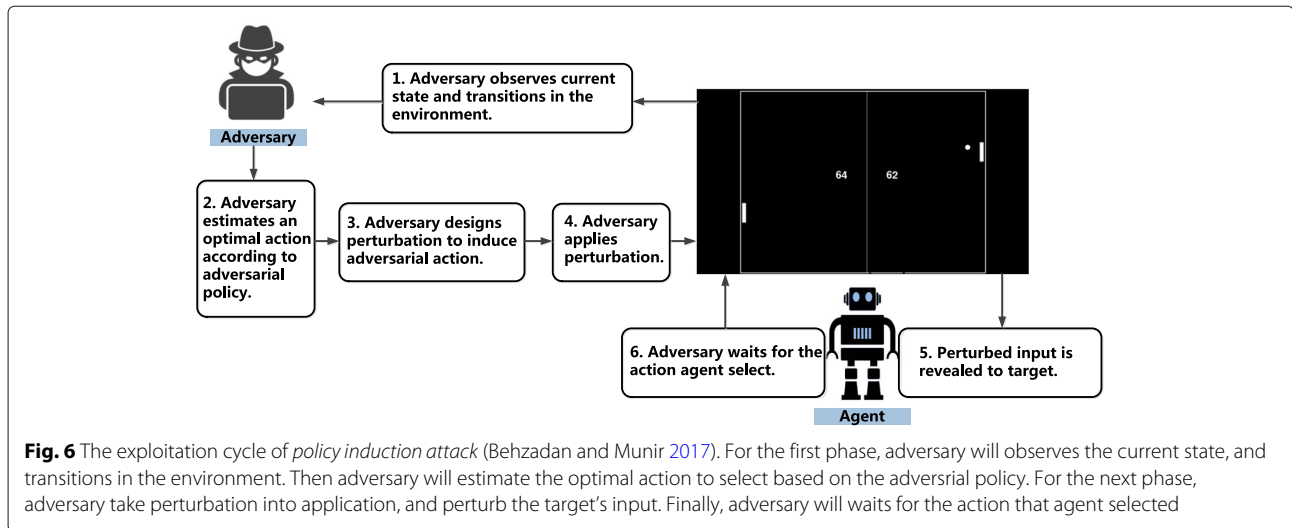 1. Adversary observes current
state and transitions in the
environment.
Adversary
2. Adversary
estimates an
optimal action
according to
adversarial
policy.
3. Adversary designs
perturbation to induce
adversarial action.
4. Adversary
applies
perturbation.
64 62
6. Adversary waits for the
action agent select.
5. Perturbed input is
revealed to target.
Agent
Fig. 6 The exploitation cycle of policy induction attack (Behzadan and Munir 2017). For the first phase, adversary will observes the current state, and
transitions in the environment. Then adversary will estimate the optimal action to select based on the adversrial policy. For the next phase,
adversary take perturbation into application, and perturb the target's input. Finally, adversary will waits for the action that agent selected